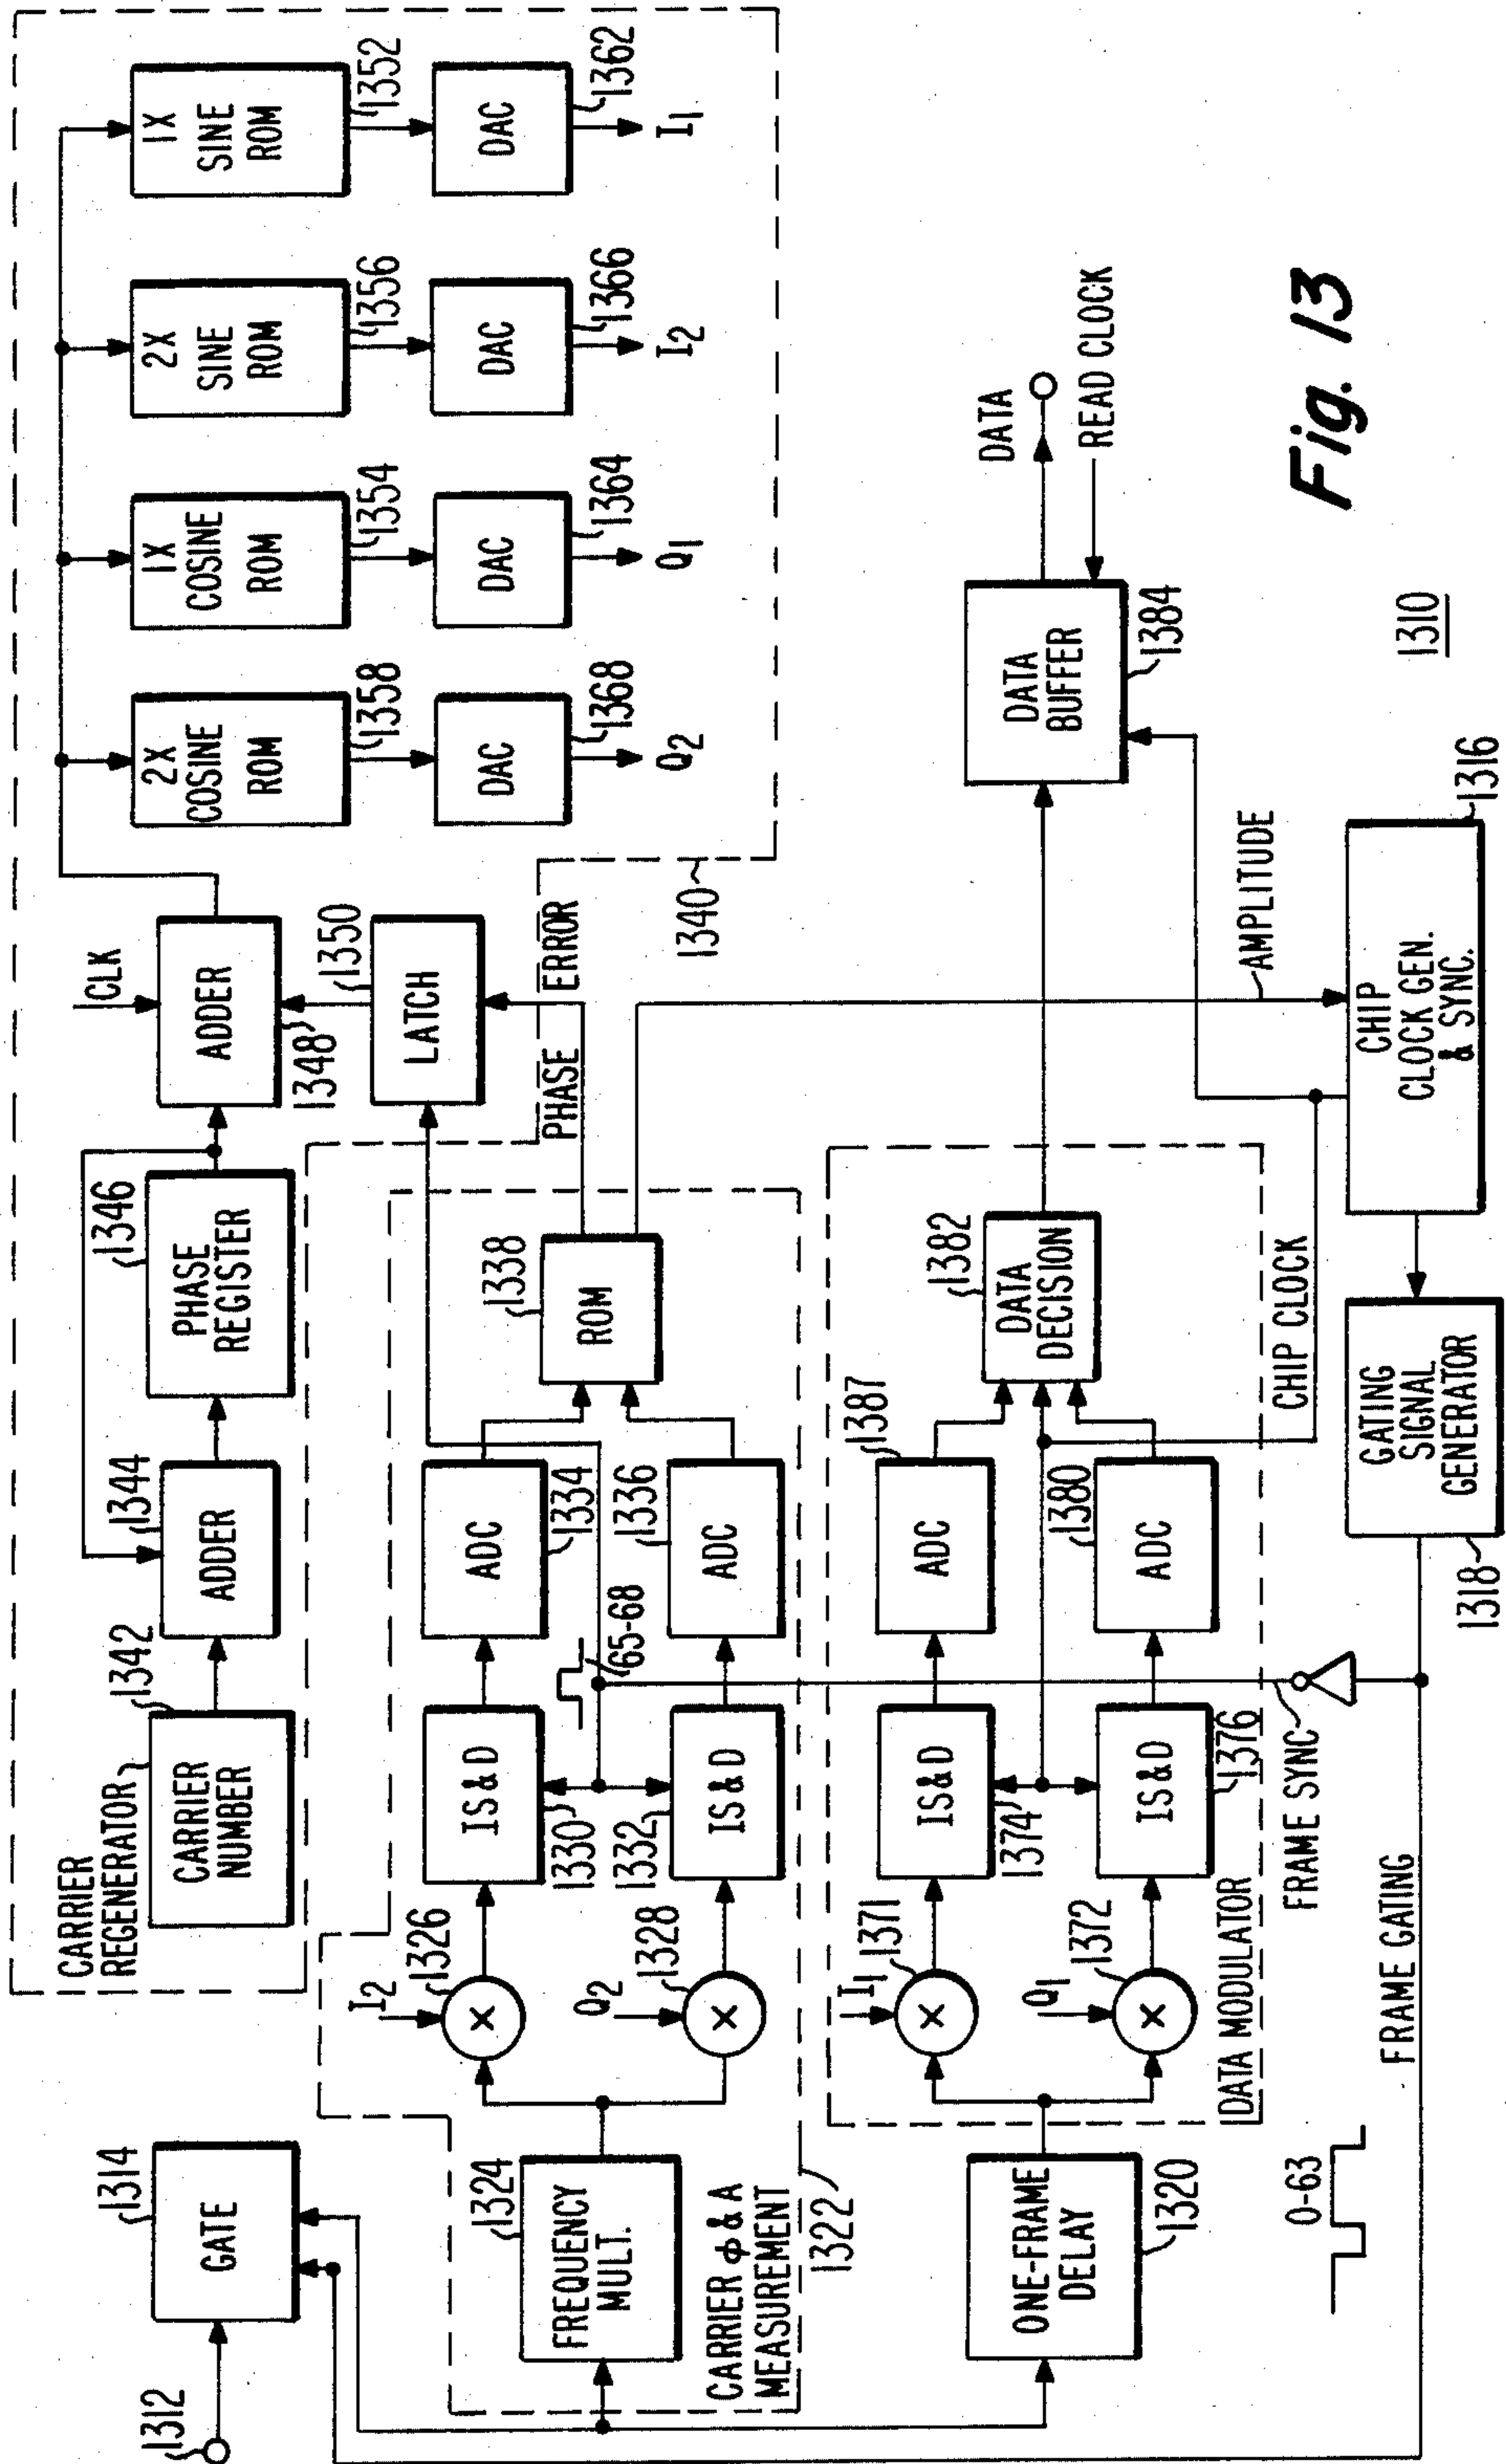 1312
1314
GATE
CARRIER
REGENERATOR
CARRIER
NUMBER
1342
ADDER
1344
PHASE
REGISTER
1346
CLK
ADDER
1348
LATCH
1350
2X
COSINE
ROM
1358
1X
COSINE
ROM
1354
2X
SINE
ROM
1356
1X
SINE
ROM
1352
DAC
1368
DAC
1364
DAC
1366
DAC
1362
Q2
Q1
I2
I1
1340
PHASE ERROR
1324
FREQUENCY
MULT.
CARRIER ϕ & A
MEASUREMENT
1322
I2
1326
X
Q2
1328
X
IS & D
1330
1332
IS & D
65-68
ADC
1334
1336
ADC
1338
ROM
AMPLITUDE
ONE-FRAME
DELAY
1320
I1
1371
X
Q1
1372
X
DATA MODULATOR
IS & D
1374
IS & D
1376
1387
ADC
1380
ADC
1382
DATA
DECISION
DATA
BUFFER
1384
DATA
READ CLOCK
CHIP CLOCK
0-63
FRAME GATING
FRAME SYNC
GATING
SIGNAL
GENERATOR
1318
CHIP
CLOCK GEN.
& SYNC.
1316
1310
Fig. 13